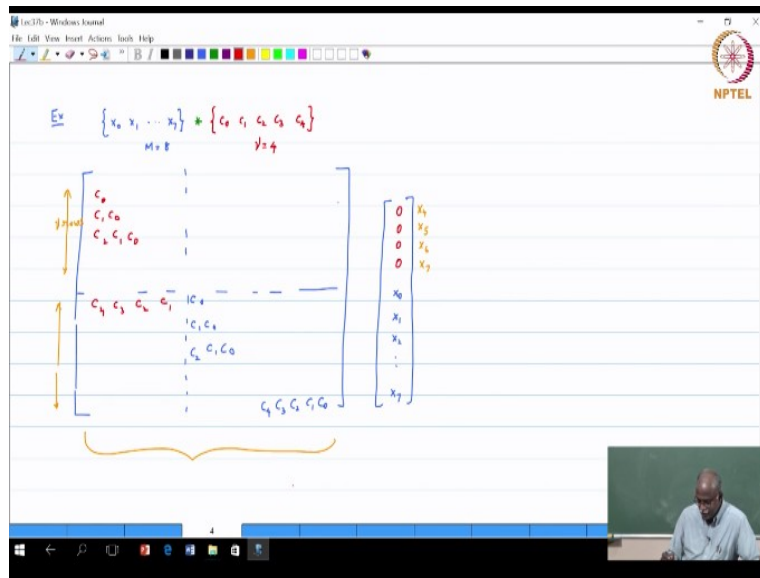 Lec37b - Windows Journal
File Edit View Insert Actions Tools Help
B /
NPTEL
Ex { x₀ x₁ ··· x₇ } * { c₀ c₁ c₂ c₃ c₄ }
M = 8 ν = 4
c₀
c₁ c₀
c₂ c₁ c₀
c₄ c₃ c₂ c₁ c₀
c₁ c₀
c₂ c₁ c₀
c₄ c₃ c₂ c₁ c₀
0 x₄
0 x₅
0 x₆
0 x₇
x₀
x₁
x₂
⋮
x₇
4